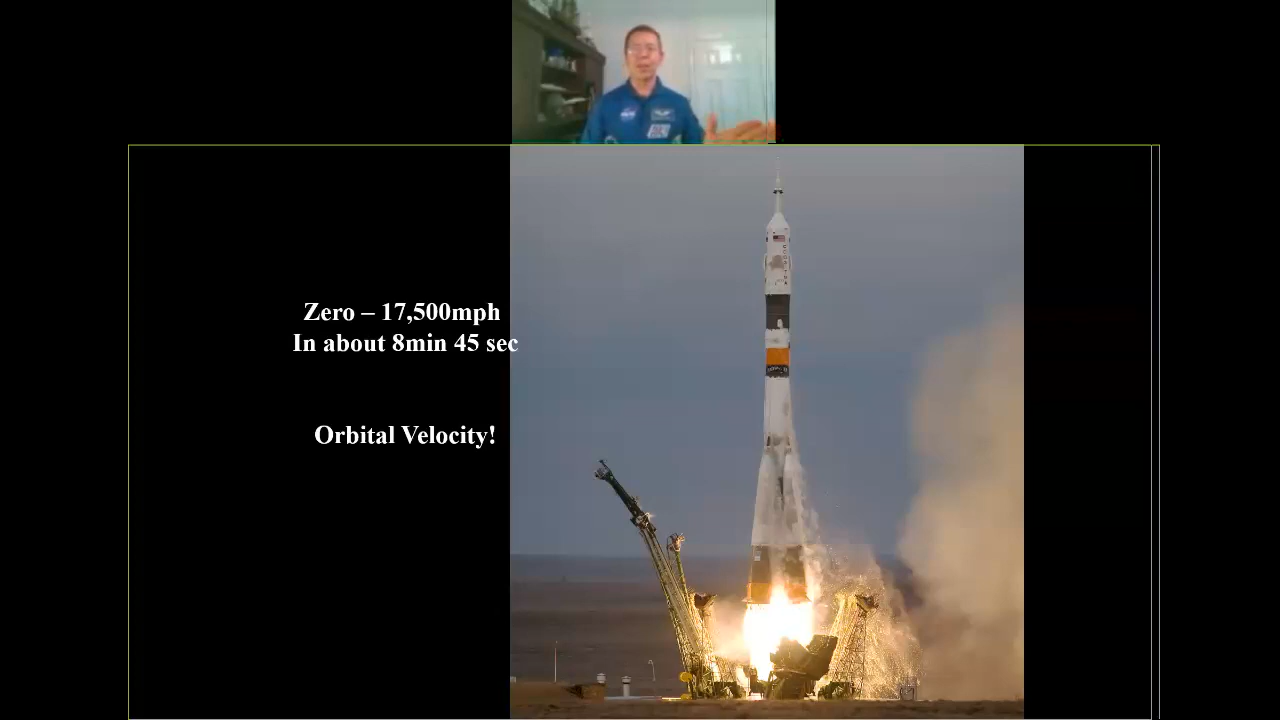 Zero – 17,500mph
In about 8min 45 sec
Orbital Velocity!